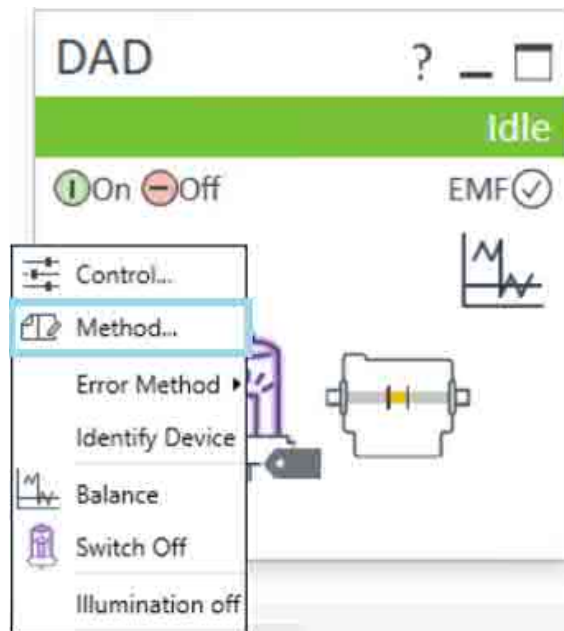 DAD ?
Idle
On Off EMF
Control...
Method...
Error Method
Identify Device
Balance
Switch Off
Illumination off